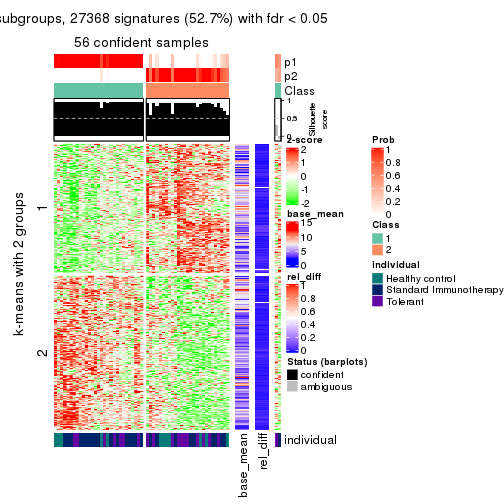 subgroups, 27368 signatures (52.7%) with fdr < 0.05
56 confident samples
p1
p2
Class
1
0.5
0
Silhouette
score
k-means with 2 groups
1
2
z-score
2
1
0
-1
-2
base_mean
15
10
5
0
rel_diff
1
0.8
0.6
0.4
0.2
0
Status (barplots)
confident
ambiguous
Prob
1
0.8
0.6
0.4
0.2
0
Class
1
2
individual
Healthy control
Standard Immunotherapy
Tolerant
individual
base_mean
rel_diff